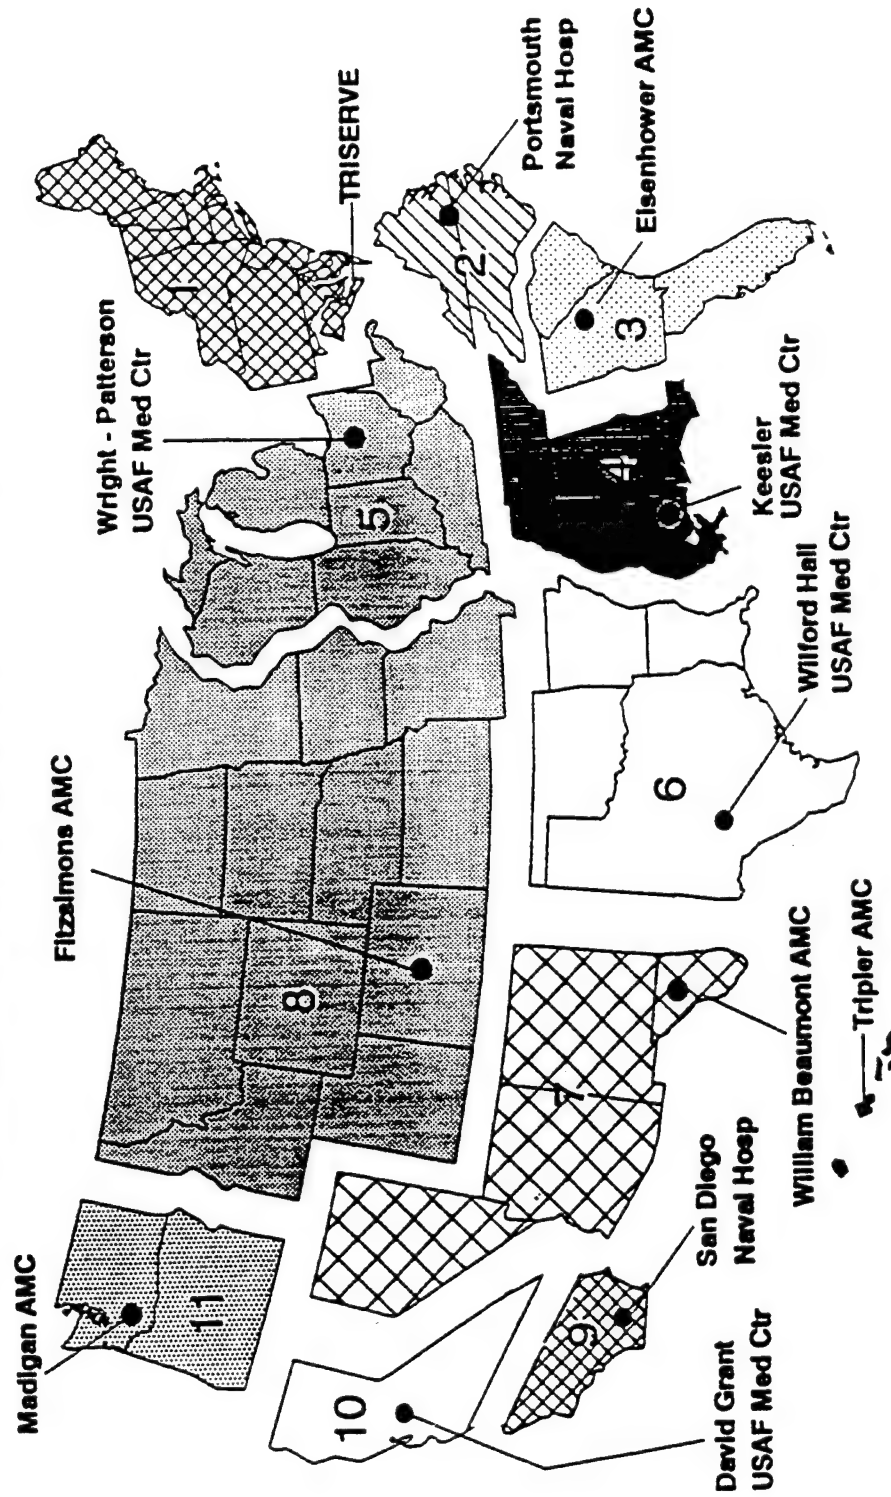 Madigan AMC
11
10
David Grant
USAF Med Ctr
9
San Diego
Naval Hosp
7
William Beaumont AMC
Tripler AMC
Fitzsimons AMC
8
6
Wilford Hall
USAF Med Ctr
Wright - Patterson
USAF Med Ctr
5
4
Keesler
USAF Med Ctr
1
TRISERVE
2
Portsmouth
Naval Hosp
3
Eisenhower AMC